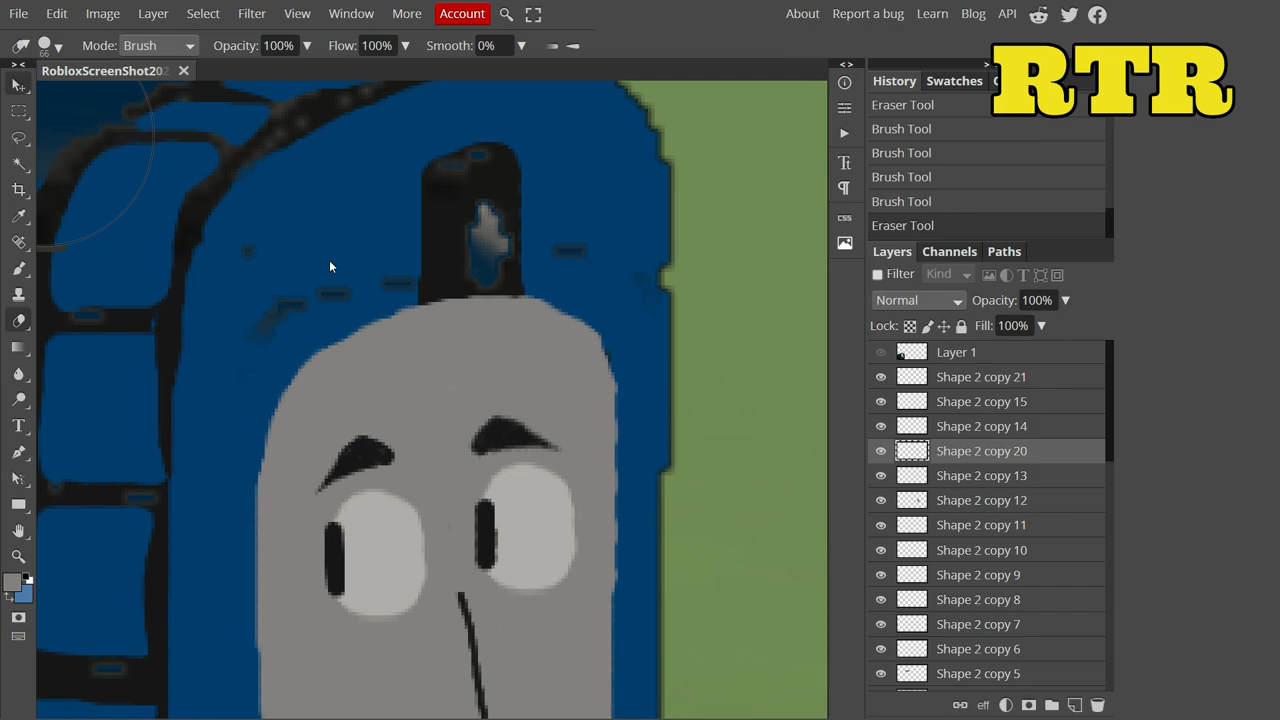 File Edit Image Layer Select Filter View Window More Account About Report a bug Learn Blog API
66 Mode: Brush Opacity: 100% Flow: 100% Smooth: 0%
RTR
> < < > >
RobloxScreenShot202 History Swatches
Eraser Tool
Brush Tool
Brush Tool
Brush Tool
Brush Tool
Eraser Tool
Layers Channels Paths
Filter Kind
Normal Opacity: 100%
Lock: Fill: 100%
Layer 1
Shape 2 copy 21
Shape 2 copy 15
Shape 2 copy 14
Shape 2 copy 20
Shape 2 copy 13
Shape 2 copy 12
Shape 2 copy 11
Shape 2 copy 10
Shape 2 copy 9
Shape 2 copy 8
Shape 2 copy 7
Shape 2 copy 6
Shape 2 copy 5
eff
CSS